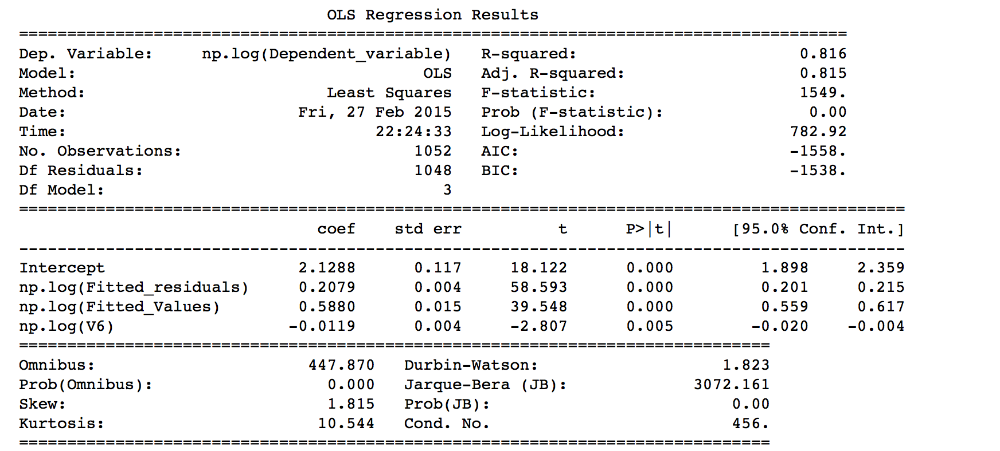 OLS Regression Results
==============================================================================
Dep. Variable: np.log(Dependent_variable) R-squared: 0.816
Model: OLS Adj. R-squared: 0.815
Method: Least Squares F-statistic: 1549.
Date: Fri, 27 Feb 2015 Prob (F-statistic): 0.00
Time: 22:24:33 Log-Likelihood: 782.92
No. Observations: 1052 AIC: -1558.
Df Residuals: 1048 BIC: -1538.
Df Model: 3
==============================================================================
coef std err t P>|t| [95.0% Conf. Int.]
------------------------------------------------------------------------------
Intercept 2.1288 0.117 18.122 0.000 1.898 2.359
np.log(Fitted_residuals) 0.2079 0.004 58.593 0.000 0.201 0.215
np.log(Fitted_Values) 0.5880 0.015 39.548 0.000 0.559 0.617
np.log(V6) -0.0119 0.004 -2.807 0.005 -0.020 -0.004
==============================================================================
Omnibus: 447.870 Durbin-Watson: 1.823
Prob(Omnibus): 0.000 Jarque-Bera (JB): 3072.161
Skew: 1.815 Prob(JB): 0.00
Kurtosis: 10.544 Cond. No. 456.
==============================================================================